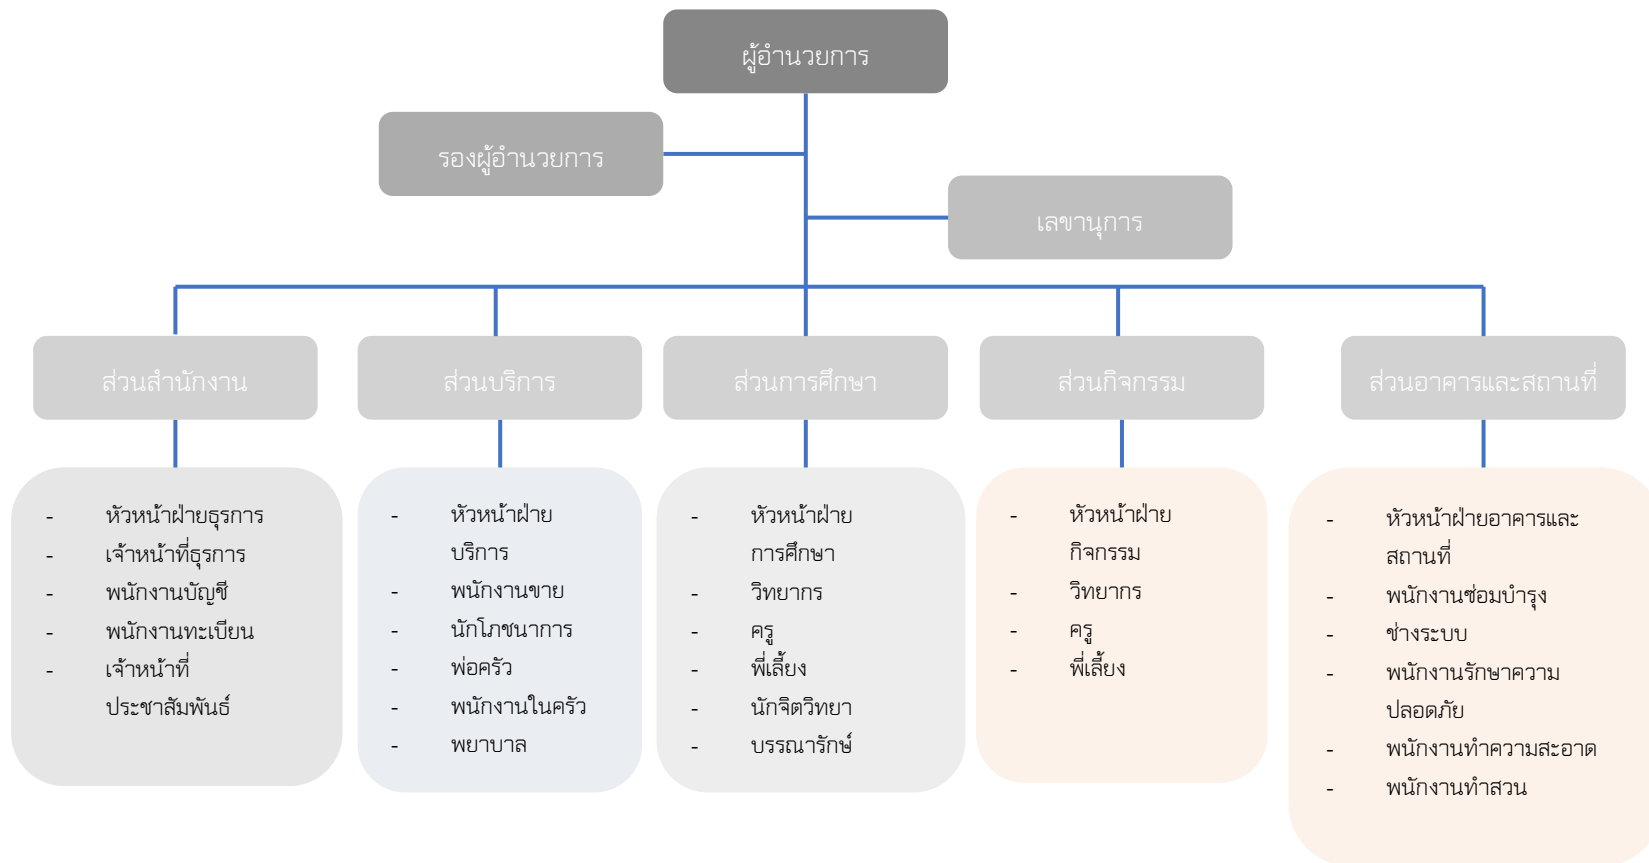 ผู้อำนวยการ
รองผู้อำนวยการ
เลขานุการ
ส่วนสำนักงาน
ส่วนบริการ
ส่วนการศึกษา
ส่วนกิจกรรม
ส่วนอาคารและสถานที่
- หัวหน้าฝ่ายธุรการ
- เจ้าหน้าที่ธุรการ
- พนักงานบัญชี
- พนักงานทะเบียน
- เจ้าหน้าที่
ประชาสัมพันธ์
- หัวหน้าฝ่าย
บริการ
- พนักงานขาย
- นักโภชนาการ
- พ่อครัว
- พนักงานในครัว
- พยาบาล
- หัวหน้าฝ่าย
การศึกษา
- วิทยากร
- ครู
- พี่เลี้ยง
- นักจิตวิทยา
- บรรณารักษ์
- หัวหน้าฝ่าย
กิจกรรม
- วิทยากร
- ครู
- พี่เลี้ยง
- หัวหน้าฝ่ายอาคารและ
สถานที่
- พนักงานซ่อมบำรุง
- ช่างระบบ
- พนักงานรักษาความ
ปลอดภัย
- พนักงานทำความสะอาด
- พนักงานทำสวน